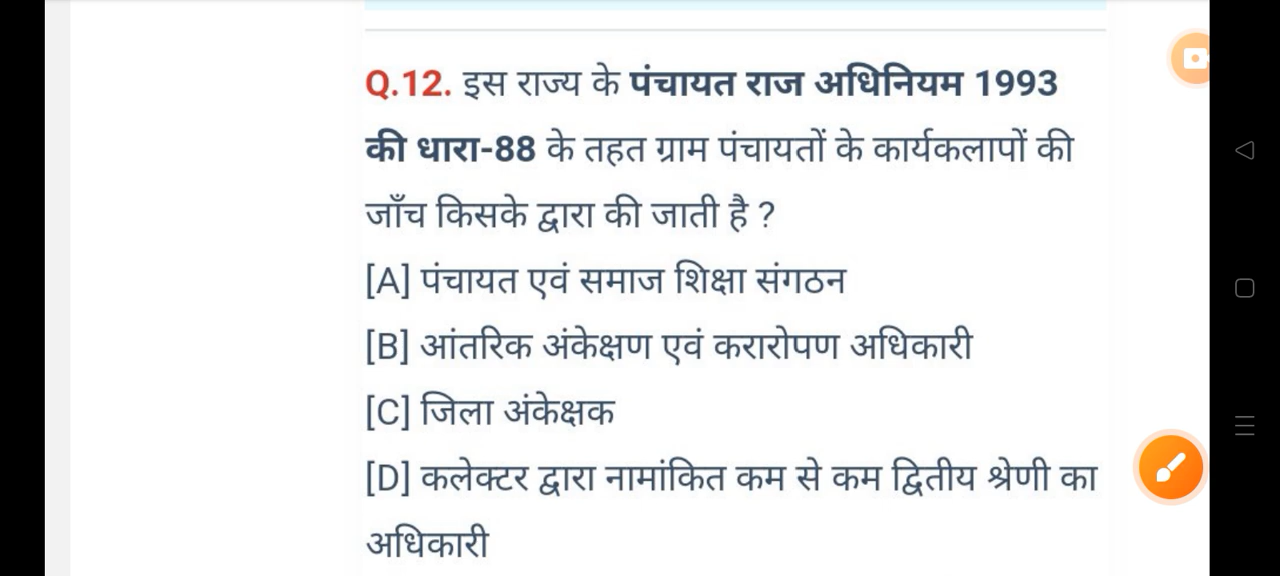 Q.12. इस राज्य के पंचायत राज अधिनियम 1993
की धारा-88 के तहत ग्राम पंचायतों के कार्यकलापों की
जाँच किसके द्वारा की जाती है ?
[A] पंचायत एवं समाज शिक्षा संगठन
[B] आंतरिक अंकेक्षण एवं करारोपण अधिकारी
[C] जिला अंकेक्षक
[D] कलेक्टर द्वारा नामांकित कम से कम द्वितीय श्रेणी का
अधिकारी